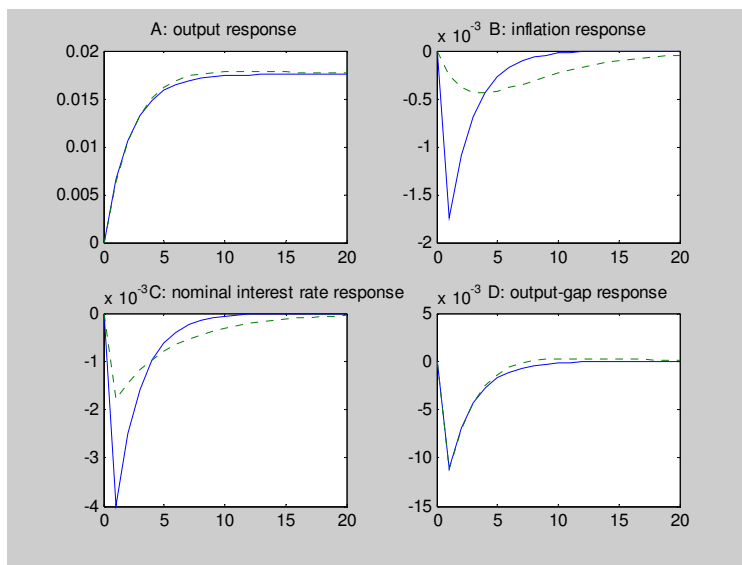 A: output response
0.02
0.015
0.01
0.005
0
0 5 10 15 20
x 10-3 B: inflation response
0
-0.5
-1
-1.5
-2
0 5 10 15 20
x 10-3 C: nominal interest rate response
0
-1
-2
-3
-4
0 5 10 15 20
x 10-3 D: output-gap response
5
0
-5
-10
-15
0 5 10 15 20